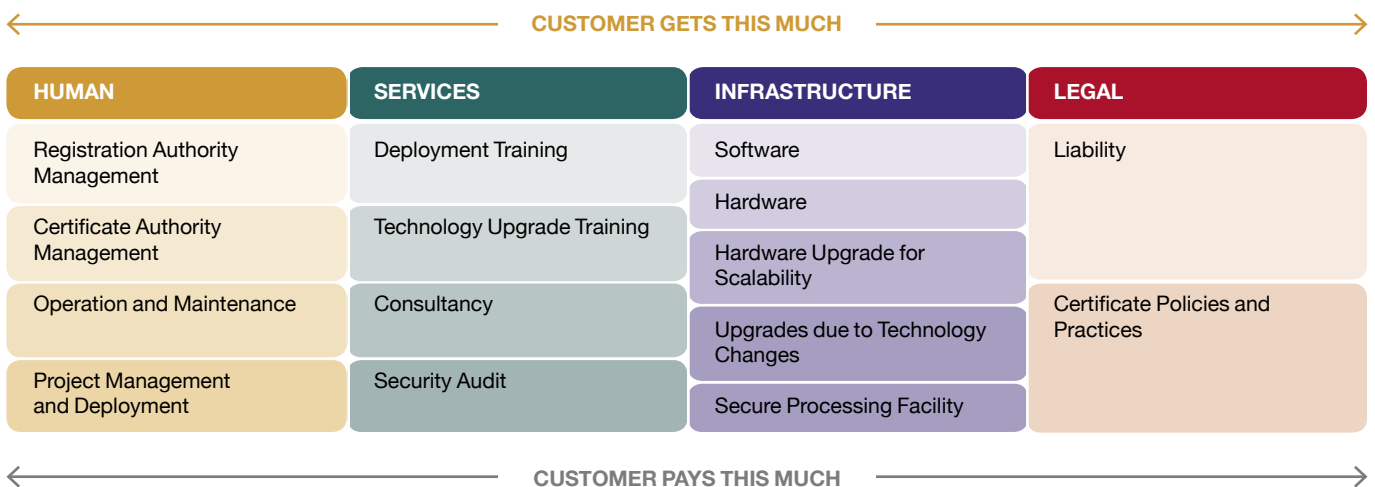 CUSTOMER GETS THIS MUCH
HUMAN
Registration Authority
Management
Certificate Authority
Management
Operation and Maintenance
Project Management
and Deployment
SERVICES
Deployment Training
Technology Upgrade Training
Consultancy
Security Audit
INFRASTRUCTURE
Software
Hardware
Hardware Upgrade for
Scalability
Upgrades due to Technology
Changes
Secure Processing Facility
LEGAL
Liability
Certificate Policies and
Practices
CUSTOMER PAYS THIS MUCH